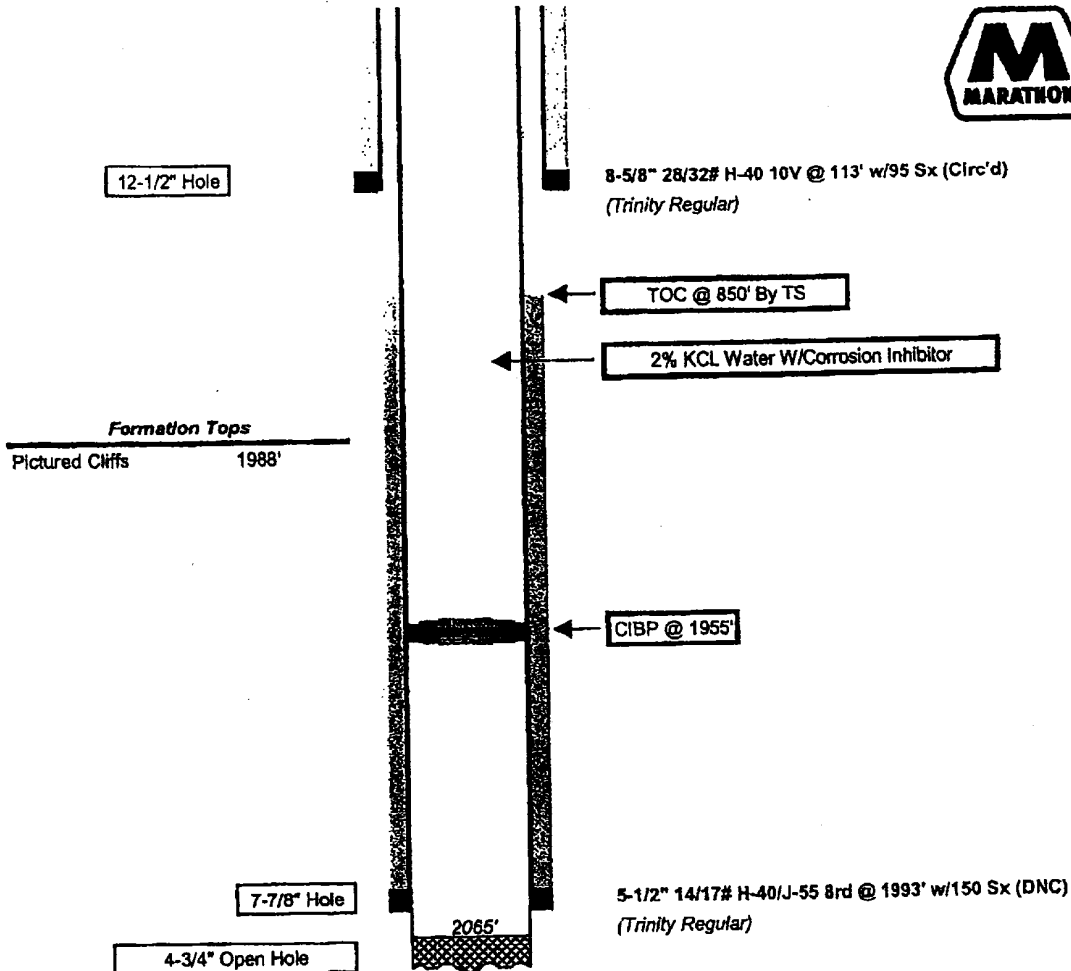 M
MARATHON
12-1/2" Hole
8-5/8" 28/32# H-40 10V @ 113' w/95 Sx (Circ'd)
(Trinity Regular)
TOC @ 850' By TS
2% KCL Water W/Corrosion Inhibitor
Formation Tops
Pictured Cliffs 1988'
CIBP @ 1955'
7-7/8" Hole
5-1/2" 14/17# H-40/J-55 8rd @ 1993' w/150 Sx (DNC)
(Trinity Regular)
2065'
4-3/4" Open Hole